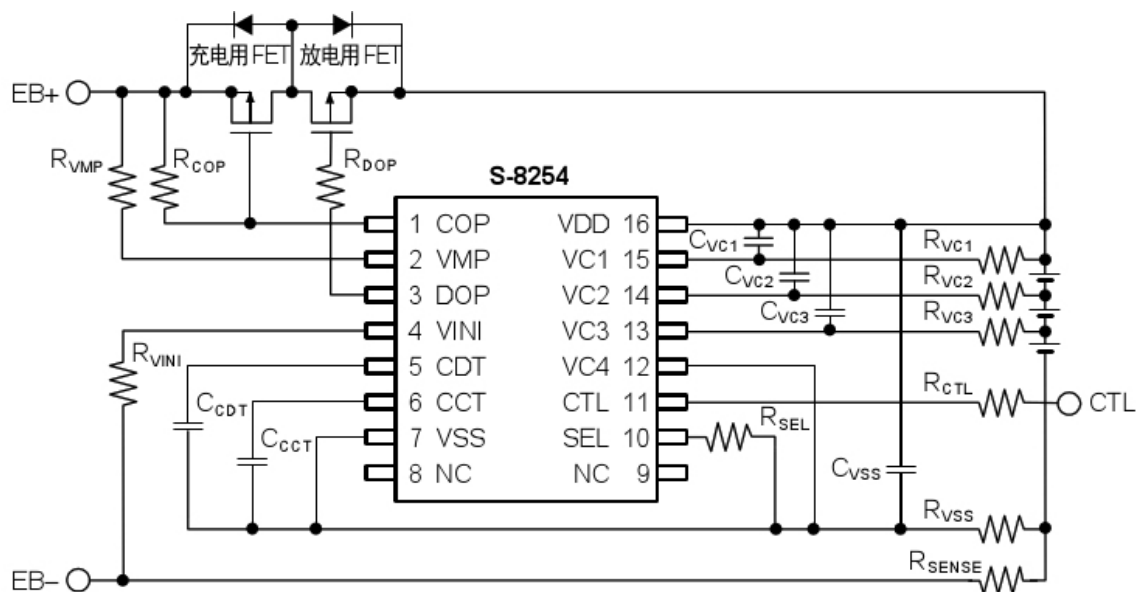 充电用FET 放电用FET
EB+
RVMP RCOP RDOP
S-8254
1 COP VDD 16
2 VMP VC1 15
3 DOP VC2 14
4 VINI VC3 13
5 CDT VC4 12
6 CCT CTL 11
7 VSS SEL 10
8 NC NC 9
CVC1
CVC2
CVC3
RVC1
RVC2
RVC3
RVINI
CCDT
CCCT
RCTL
CTL
RSEL
CVSS
RVSS
RSENSE
EB−